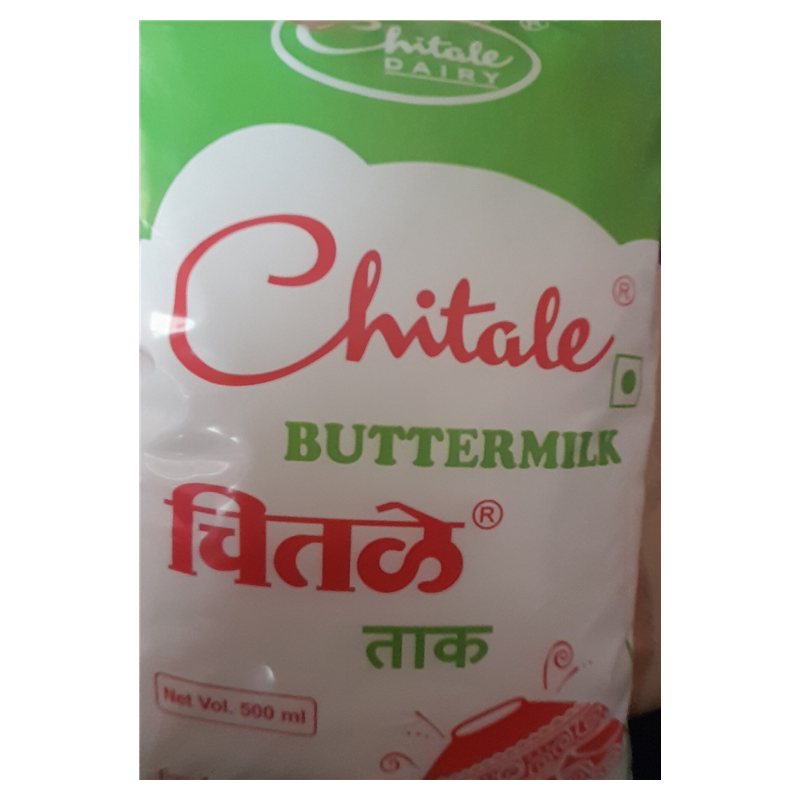 Chitale ®
DAIRY
Chitale ®
BUTTERMILK
चितळे ®
ताक
Net Vol. 500 ml